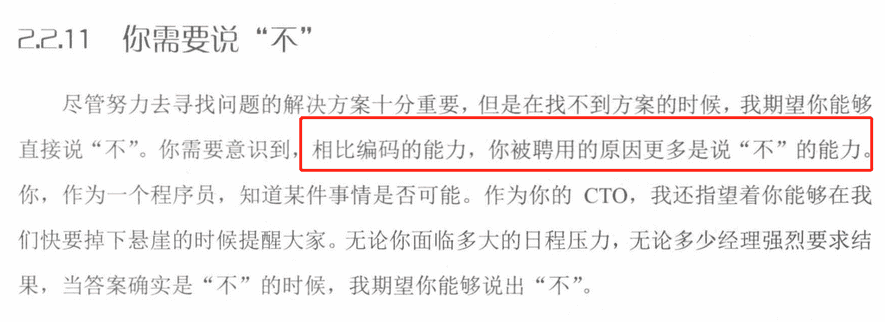 2.2.11 你需要说“不”
尽管努力去寻找问题的解决方案十分重要，但是在找不到方案的时候，我期望你能够
直接说“不”。你需要意识到，相比编码的能力，你被聘用的原因更多是说“不”的能力。
你，作为一个程序员，知道某件事情是否可能。作为你的 CTO，我还指望着你能够在我
们快要掉下悬崖的时候提醒大家。无论你面临多大的日程压力，无论多少经理强烈要求结
果，当答案确实是“不”的时候，我期望你能够说出“不”。